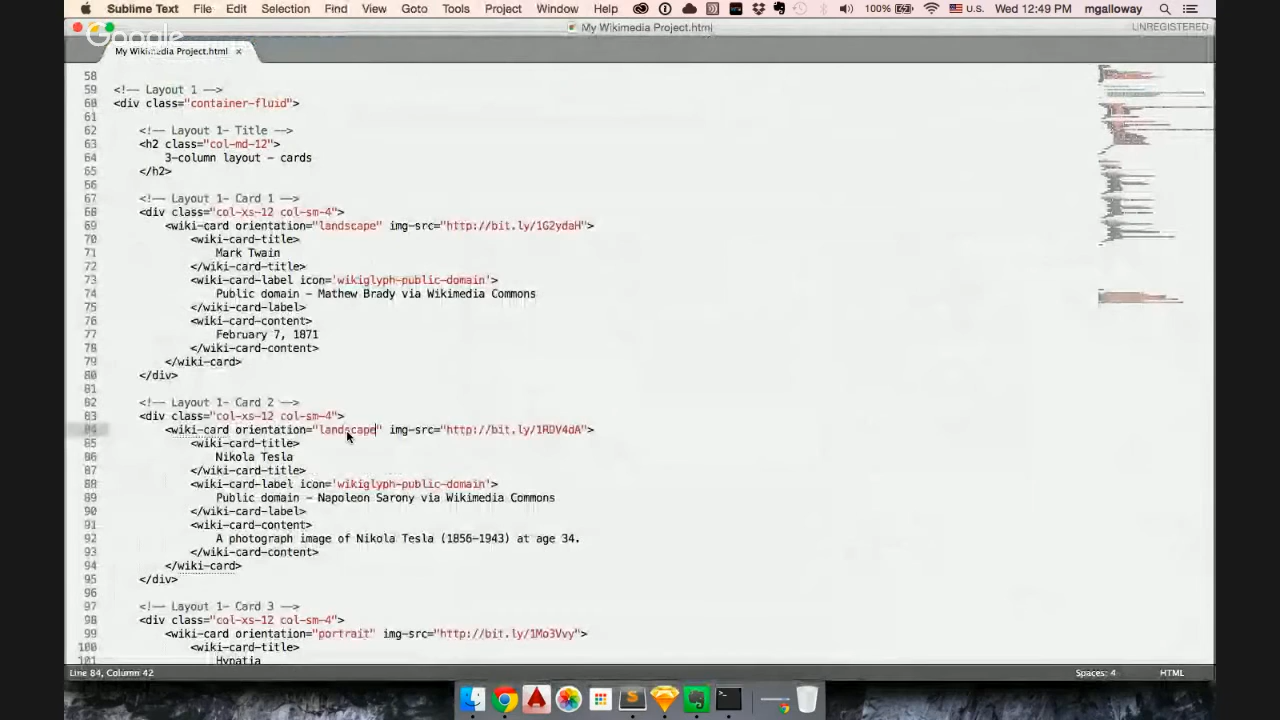 Sublime Text File Edit Selection Find View Goto Tools Project Window Help 100% U.S. Wed 12:49 PM mgalloway
Google
My Wikimedia Project.html UNREGISTERED
My Wikimedia Project.html ×
58
59 <!-- Layout 1 -->
60 <div class="container-fluid">
61
62 <!-- Layout 1- Title -->
63 <h2 class="col-md-12">
64 3-column layout - cards
65 </h2>
66
67 <!-- Layout 1- Card 1 -->
68 <div class="col-xs-12 col-sm-4">
69 <wiki-card orientation="landscape" img-src="http://bit.ly/1G2ydaH">
70 <wiki-card-title>
71 Mark Twain
72 </wiki-card-title>
73 <wiki-card-label icon='wikiglyph-public-domain'>
74 Public domain - Mathew Brady via Wikimedia Commons
75 </wiki-card-label>
76 <wiki-card-content>
77 February 7, 1871
78 </wiki-card-content>
79 </wiki-card>
80 </div>
81
82 <!-- Layout 1- Card 2 -->
83 <div class="col-xs-12 col-sm-4">
84 <wiki-card orientation="landscape" img-src="http://bit.ly/1RDV4dA">
85 <wiki-card-title>
86 Nikola Tesla
87 </wiki-card-title>
88 <wiki-card-label icon='wikiglyph-public-domain'>
89 Public domain - Napoleon Sarony via Wikimedia Commons
90 </wiki-card-label>
91 <wiki-card-content>
92 A photograph image of Nikola Tesla (1856-1943) at age 34.
93 </wiki-card-content>
94 </wiki-card>
95 </div>
96
97 <!-- Layout 1- Card 3 -->
98 <div class="col-xs-12 col-sm-4">
99 <wiki-card orientation="portrait" img-src="http://bit.ly/1Mo3Vvy">
100 <wiki-card-title>
101 Hypatia
Line 84, Column 42 Spaces: 4 HTML